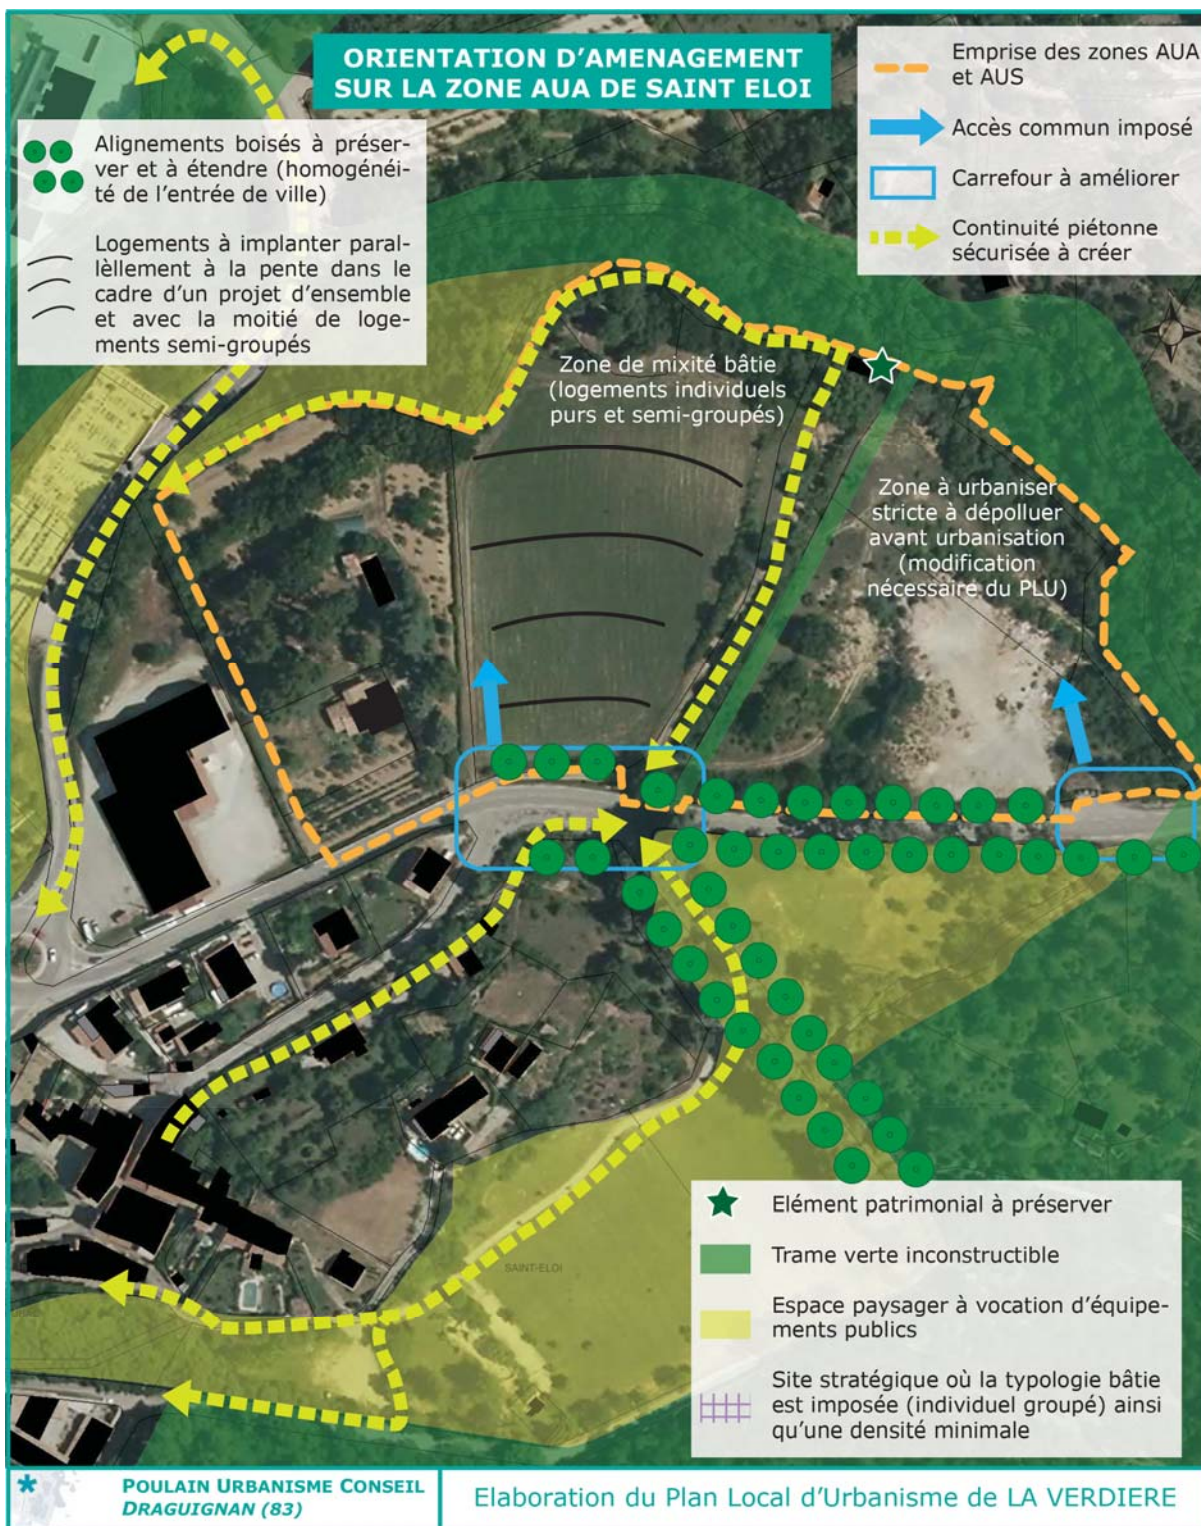 ORIENTATION D'AMENAGEMENT
SUR LA ZONE AUA DE SAINT ELOI
Emprise des zones AUA
et AUS
Accès commun imposé
Carrefour à améliorer
Continuité piétonne
sécurisée à créer
Alignements boisés à préser-
ver et à étendre (homogénéi-
té de l'entrée de ville)
Logements à implanter paral-
lèllement à la pente dans le
cadre d'un projet d'ensemble
et avec la moitié de loge-
ments semi-groupés
Zone de mixité bâtie
(logements individuels
purs et semi-groupés)
Zone à urbaniser
stricte à dépolluer
avant urbanisation
(modification
nécessaire du PLU)
SAINT-ELOI
Elément patrimonial à préserver
Trame verte inconstructible
Espace paysager à vocation d'équipe-
ments publics
Site stratégique où la typologie bâtie
est imposée (individuel groupé) ainsi
qu'une densité minimale
POULAIN URBANISME CONSEIL
DRAGUIGNAN (83)
Elaboration du Plan Local d'Urbanisme de LA VERDIERE